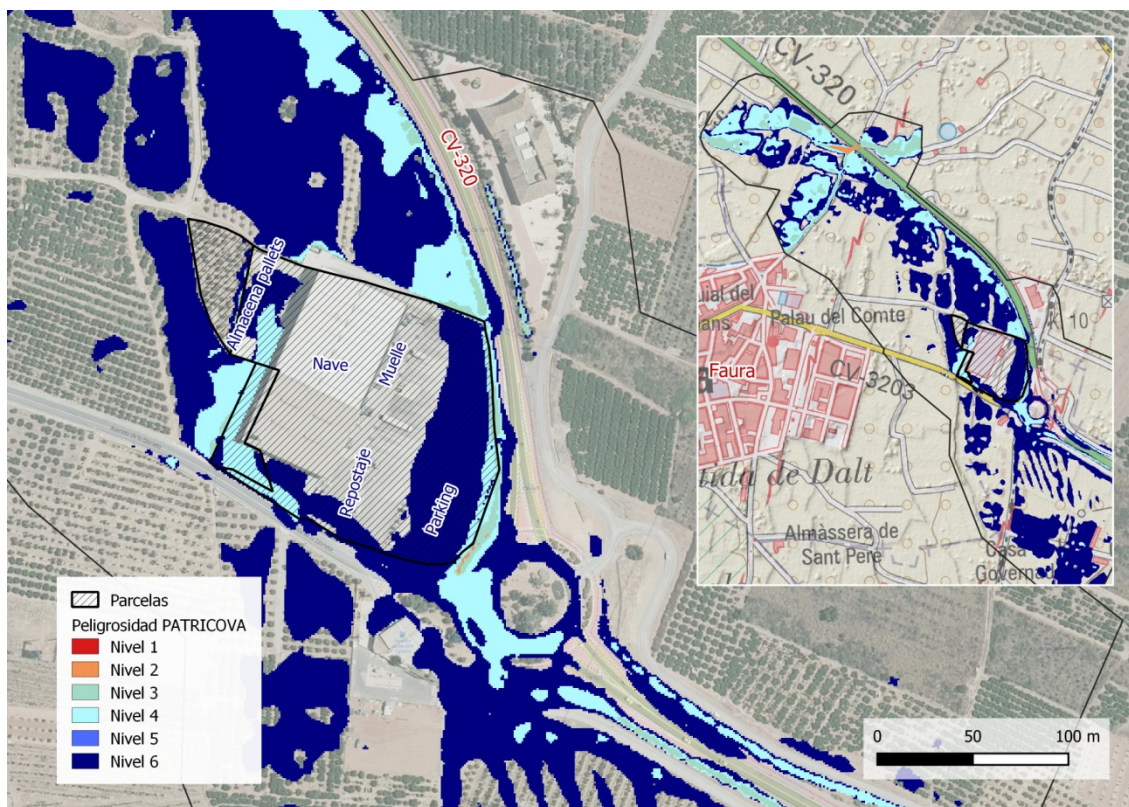 CV-320
Almacena pallets
Nave
Muelle
Repostaje
Parking
Parcelas
Peligrosidad PATRICOVA
Nivel 1
Nivel 2
Nivel 3
Nivel 4
Nivel 5
Nivel 6
CV-320
Palau del Comte
K 10
Faura
CV-3203
de Dalt
Almàssera de
Sant Pere
Casa
0 50 100 m